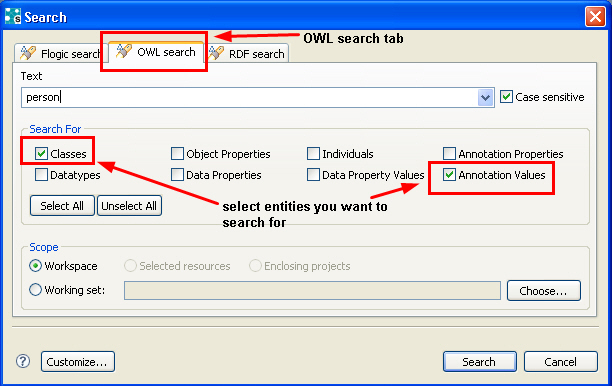 Search
OWL search tab
Flogic search OWL search RDF search
Text
person
Case sensitive
Search For
Classes Object Properties Individuals Annotation Properties
Datatypes Data Properties Data Property Values Annotation Values
Select All Unselect All
select entities you want to
search for
Scope
Workspace Selected resources Enclosing projects
Working set: Choose...
? Customize... Search Cancel